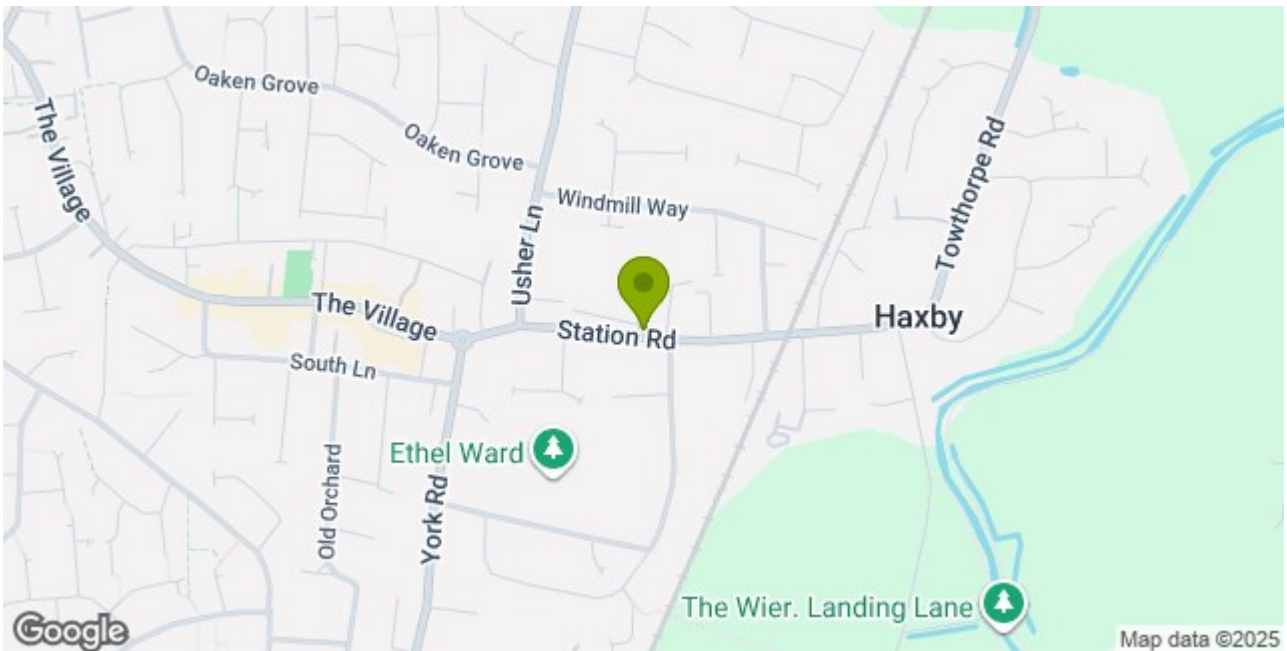 Oaken Grove
Oaken Grove
The Village
Windmill Way
Towthorpe Rd
Usher Ln
The Village
Station Rd
Haxby
South Ln
Ethel Ward
Old Orchard
York Rd
The Wier. Landing Lane
Google
Map data ©2025